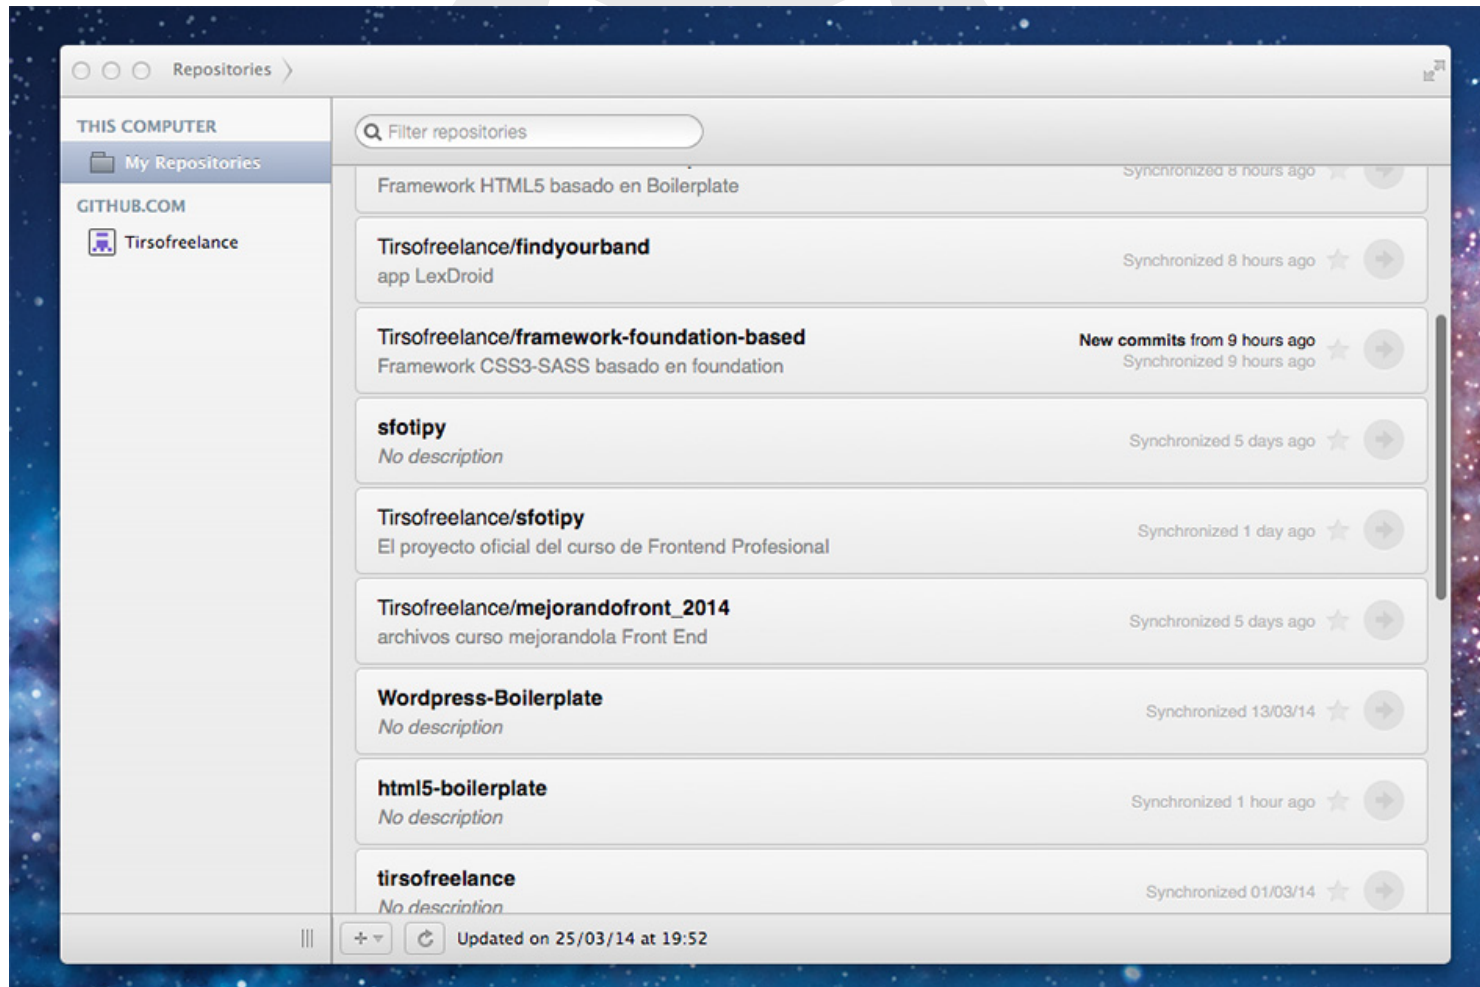 Repositories
THIS COMPUTER
My Repositories
GITHUB.COM
Tirsofreelance
Filter repositories
Synchronized 8 hours ago
Framework HTML5 basado en Boilerplate
Tirsofreelance/findyourband
app LexDroid
Synchronized 8 hours ago
Tirsofreelance/framework-foundation-based
Framework CSS3-SASS basado en foundation
New commits from 9 hours ago
Synchronized 9 hours ago
sfotipy
No description
Synchronized 5 days ago
Tirsofreelance/sfotipy
El proyecto oficial del curso de Frontend Profesional
Synchronized 1 day ago
Tirsofreelance/mejorandofront_2014
archivos curso mejorandola Front End
Synchronized 5 days ago
Wordpress-Boilerplate
No description
Synchronized 13/03/14
html5-boilerplate
No description
Synchronized 1 hour ago
tirsofreelance
No description
Synchronized 01/03/14
Updated on 25/03/14 at 19:52